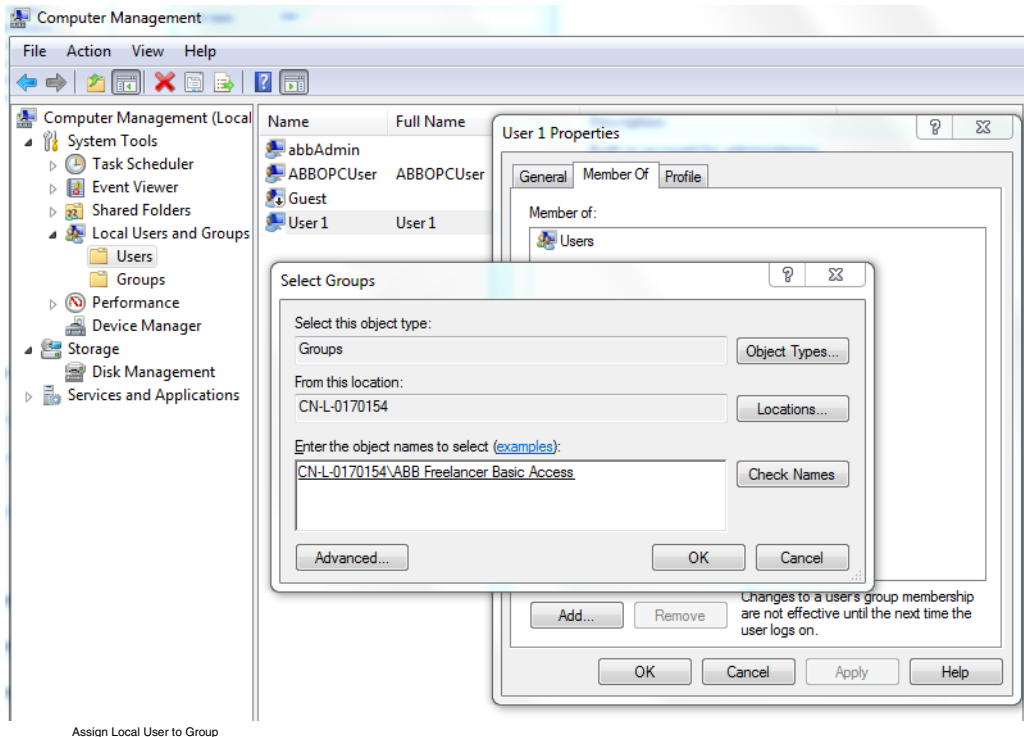 Computer Management
File Action View Help
Computer Management (Local
System Tools
Task Scheduler
Event Viewer
Shared Folders
Local Users and Groups
Users
Groups
Performance
Device Manager
Storage
Disk Management
Services and Applications
Name Full Name
abbAdmin
ABBOPCUser ABBOPCUser
Guest
User1 User1
User 1 Properties
General Member Of Profile
Member of:
Users
Select Groups
Select this object type:
Groups
Object Types...
From this location:
CN-L-0170154
Locations...
Enter the object names to select (examples):
CN-L-0170154\ABB Freelancer Basic Access
Check Names
Advanced...
OK Cancel
Add... Remove
Changes to a user's group membership
are not effective until the next time the
user logs on.
OK Cancel Apply Help
Assign Local User to Group